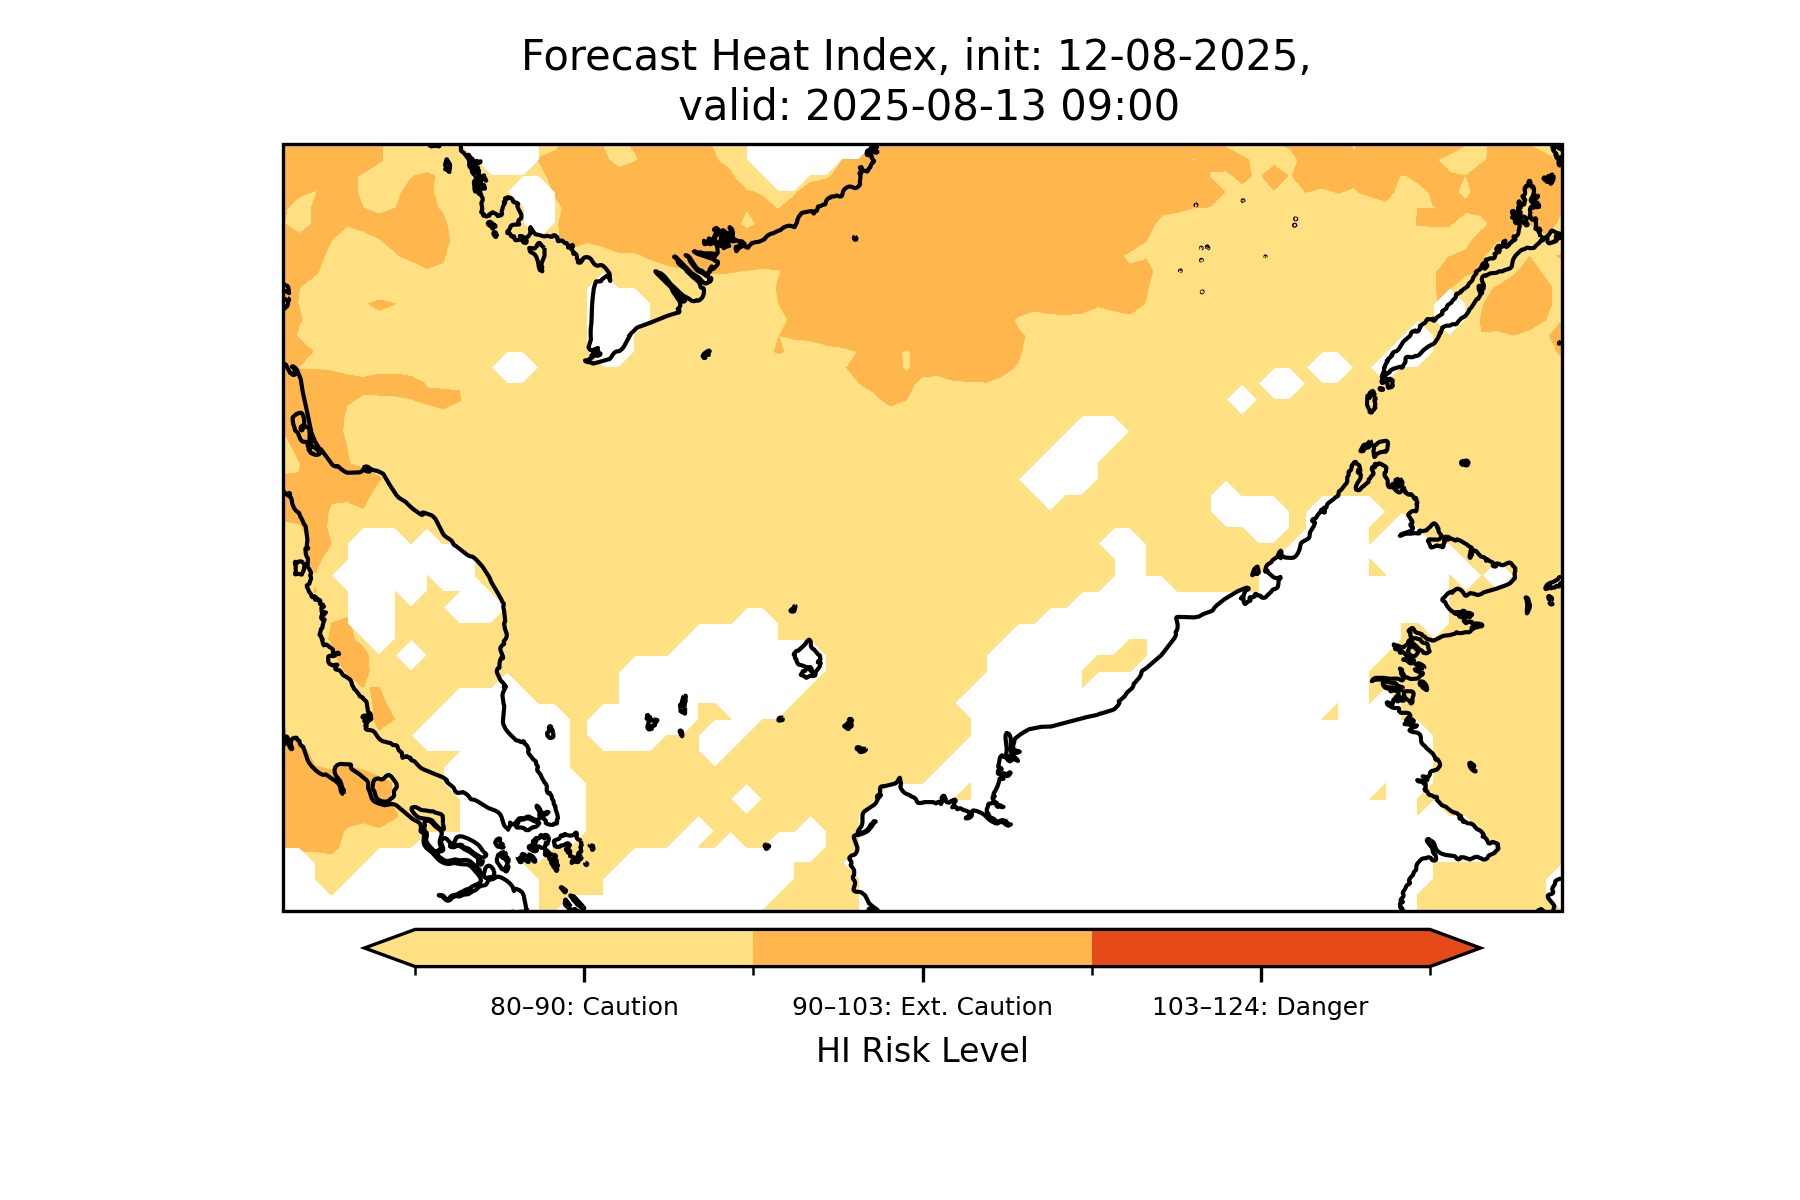 Forecast Heat Index, init: 12-08-2025,
valid: 2025-08-13 09:00
80–90: Caution
90–103: Ext. Caution
103–124: Danger
HI Risk Level